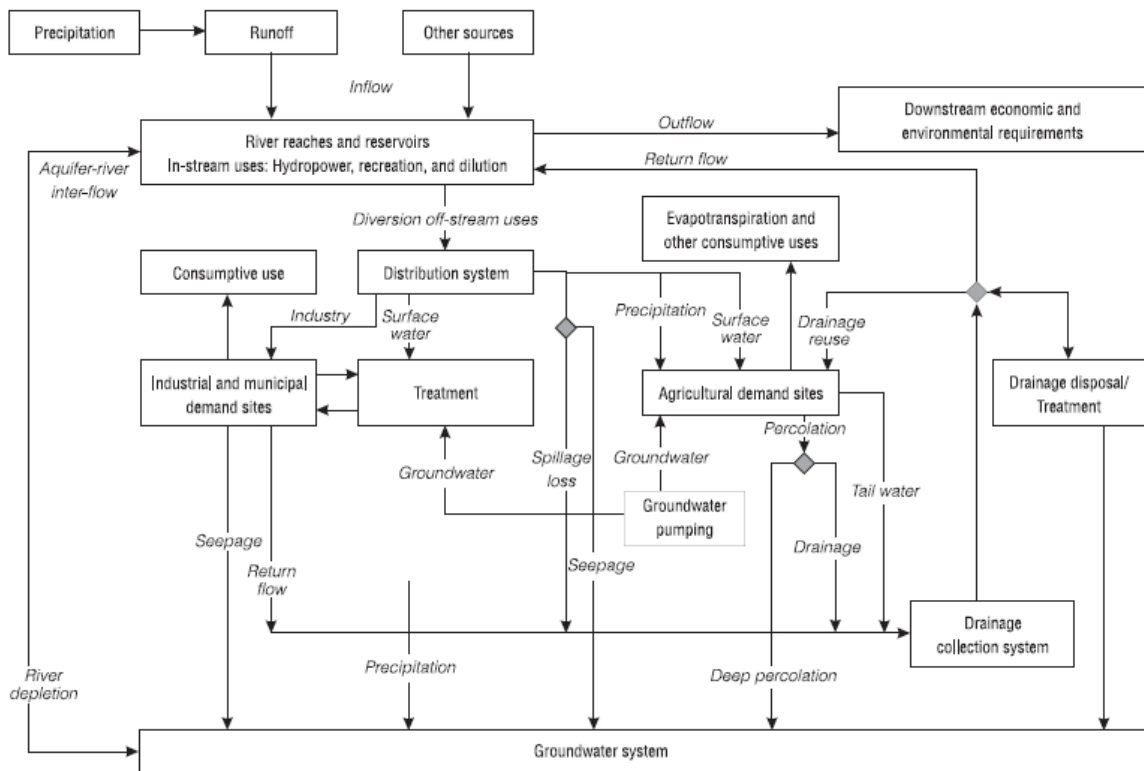 Precipitation
Runoff
Other sources
Inflow
Downstream economic and
environmental requirements
Outflow
River reaches and reservoirs
In-stream uses: Hydropower, recreation, and dilution
Return flow
Aquifer-river
inter-flow
Diversion off-stream uses
Evapotranspiration and
other consumptive uses
Consumptive use
Distribution system
Industry
Surface
water
Precipitation
Surface
water
Drainage
reuse
Industrial and municipal
demand sites
Treatment
Agricultural demand sites
Drainage disposal/
Treatment
Percolation
Groundwater
Spillage
loss
Groundwater
Tail water
Groundwater
pumping
Seepage
Return
flow
Seepage
Drainage
Drainage
collection system
River
depletion
Precipitation
Deep percolation
Groundwater system